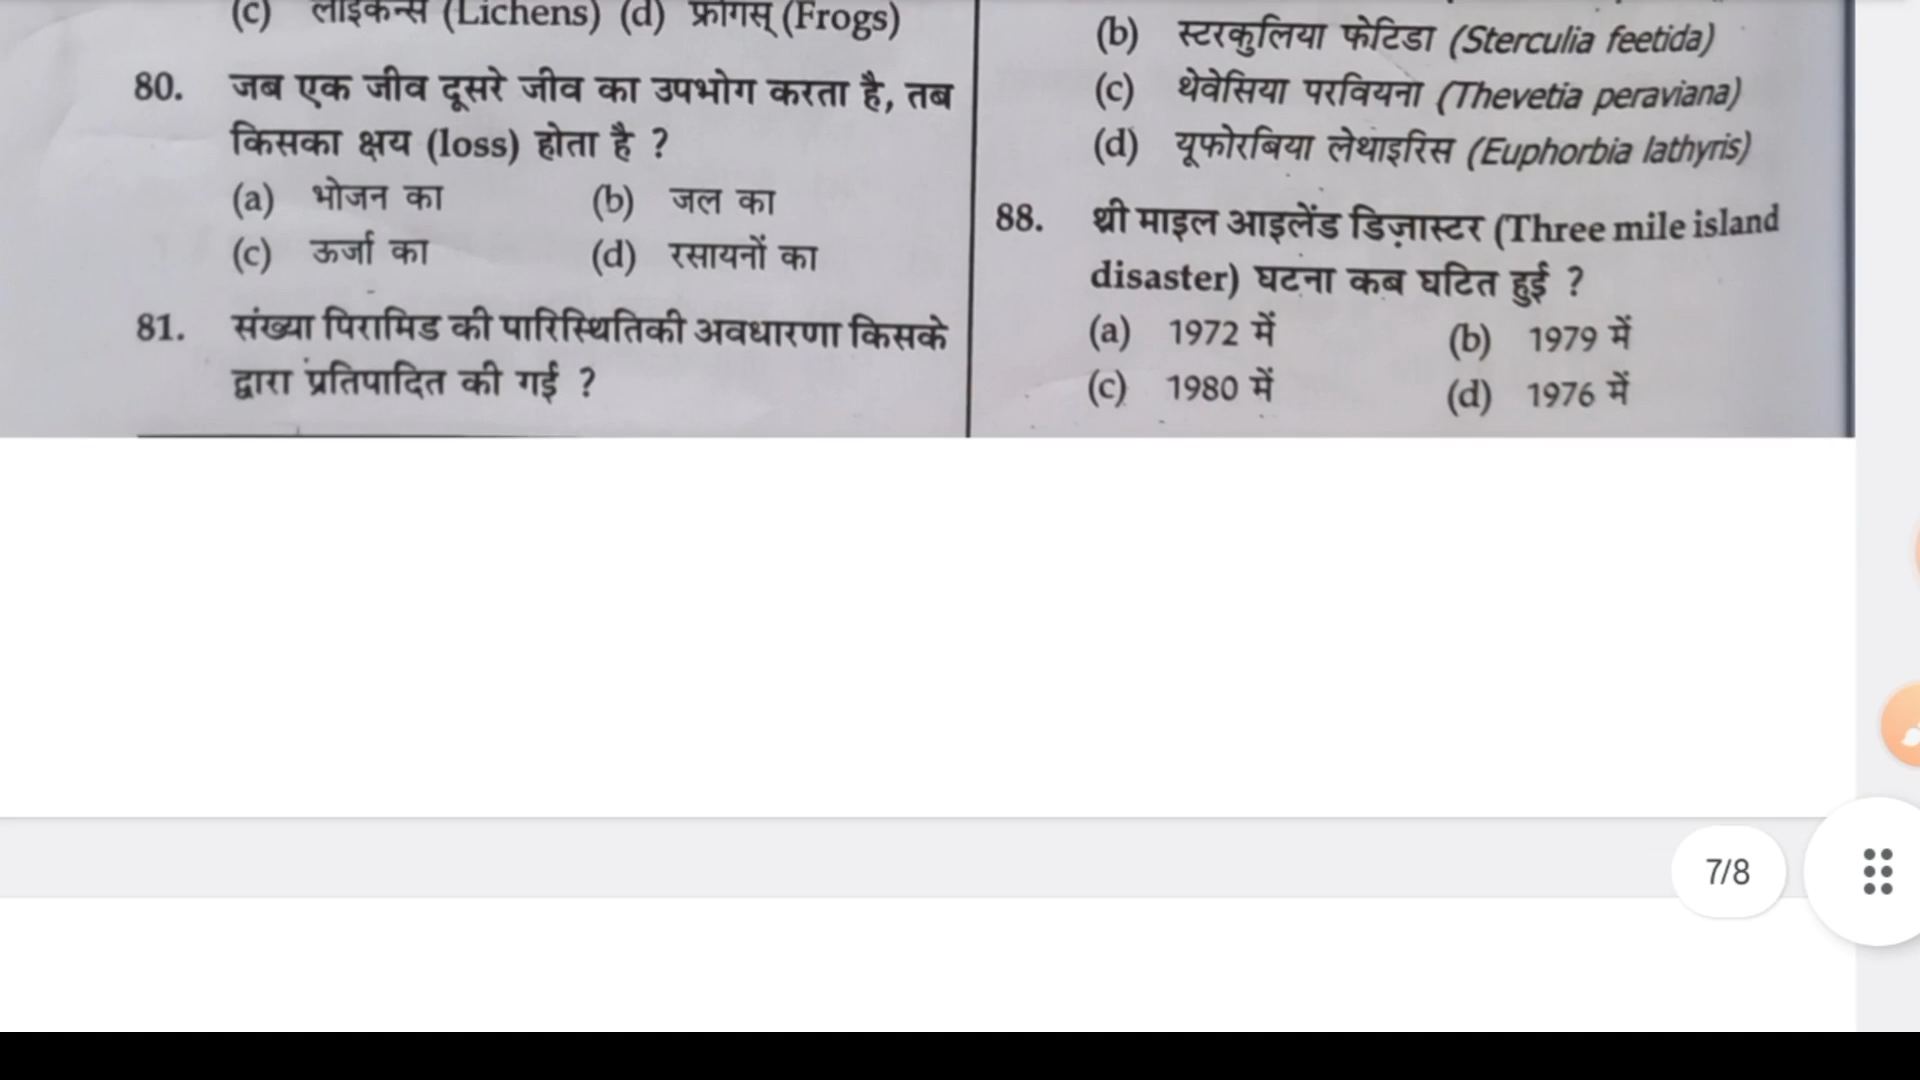 (c) लाइकेन्स (Lichens) (d) फ्रॉगस् (Frogs)
80. जब एक जीव दूसरे जीव का उपभोग करता है, तब
किसका क्षय (loss) होता है ?
(a) भोजन का (b) जल का
(c) ऊर्जा का (d) रसायनों का
81. संख्या पिरामिड की पारिस्थितिकी अवधारणा किसके
द्वारा प्रतिपादित की गई ?
(b) स्टरकुलिया फेटिडा (Sterculia feetida)
(c) थेवेसिया परवियना (Thevetia peraviana)
(d) यूफोरबिया लेथाइरिस (Euphorbia lathyris)
88. थ्री माइल आइलेंड डिज़ास्टर (Three mile island
disaster) घटना कब घटित हुई ?
(a) 1972 में (b) 1979 में
(c) 1980 में (d) 1976 में
7/8